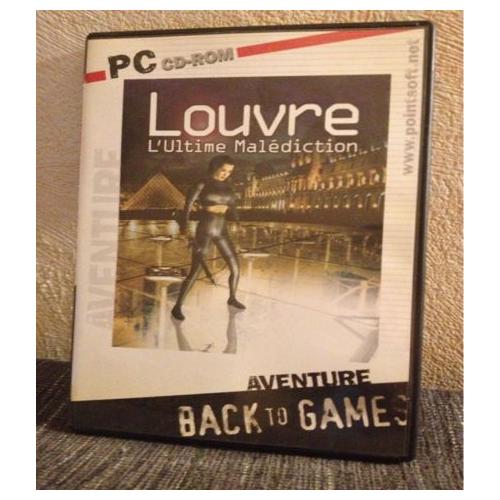 PC CD-ROM
www.pointsoft.net
Louvre
L'Ultime Malédiction
AVENTURE
AVENTURE
BACK TO GAMES